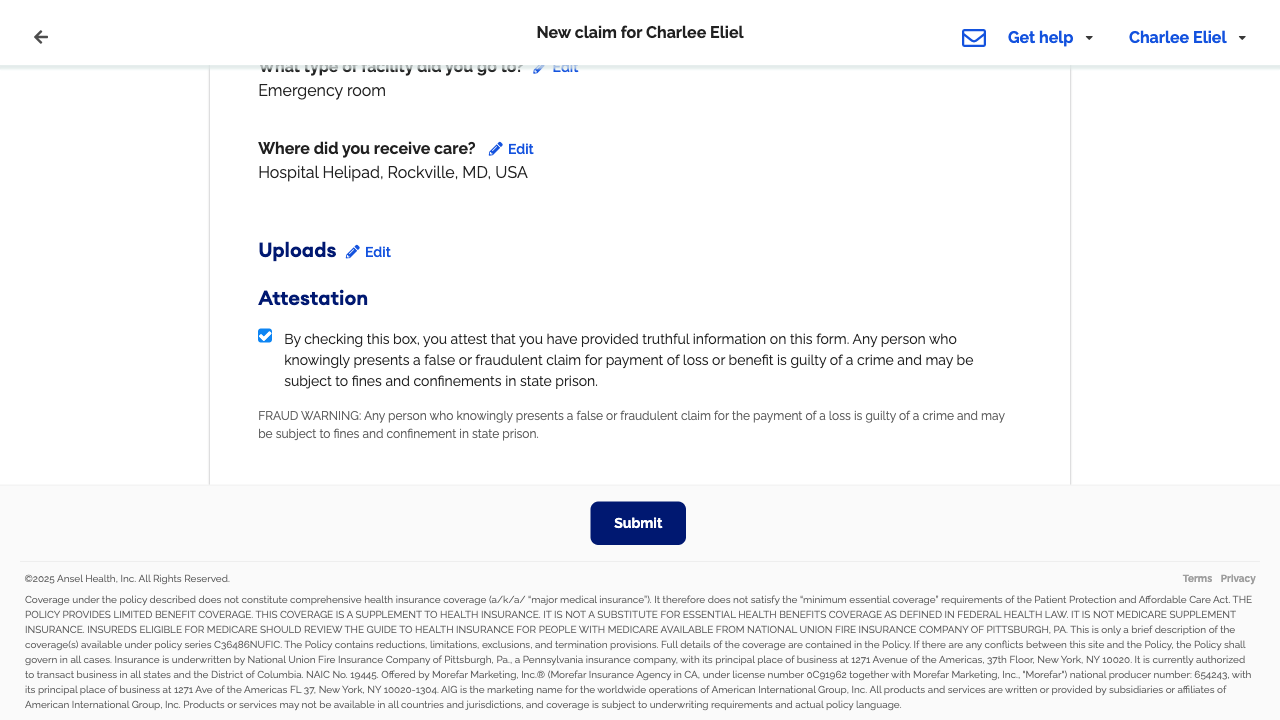 New claim for Charlee Eliel
Get help
Charlee Eliel
What type of facility did you go to? Edit
Emergency room
Where did you receive care? Edit
Hospital Helipad, Rockville, MD, USA
Uploads Edit
Attestation
By checking this box, you attest that you have provided truthful information on this form. Any person who
knowingly presents a false or fraudulent claim for payment of loss or benefit is guilty of a crime and may be
subject to fines and confinements in state prison.
FRAUD WARNING: Any person who knowingly presents a false or fraudulent claim for the payment of a loss is guilty of a crime and may
be subject to fines and confinement in state prison.
Submit
©2025 Ansel Health, Inc. All Rights Reserved.
Terms Privacy
Coverage under the policy described does not constitute comprehensive health insurance coverage (a/k/a/ "major medical insurance"). It therefore does not satisfy the "minimum essential coverage" requirements of the Patient Protection and Affordable Care Act. THE
POLICY PROVIDES LIMITED BENEFIT COVERAGE. THIS COVERAGE IS A SUPPLEMENT TO HEALTH INSURANCE. IT IS NOT A SUBSTITUTE FOR ESSENTIAL HEALTH BENEFITS COVERAGE AS DEFINED IN FEDERAL HEALTH LAW. IT IS NOT MEDICARE SUPPLEMENT
INSURANCE. INSUREDS ELIGIBLE FOR MEDICARE SHOULD REVIEW THE GUIDE TO HEALTH INSURANCE FOR PEOPLE WITH MEDICARE AVAILABLE FROM NATIONAL UNION FIRE INSURANCE COMPANY OF PITTSBURGH, PA. This is only a brief description of the
coverage(s) available under policy series C36486NUFIC. The Policy contains reductions, limitations, exclusions, and termination provisions. Full details of the coverage are contained in the Policy. If there are any conflicts between this site and the Policy, the Policy shall
govern in all cases. Insurance is underwritten by National Union Fire Insurance Company of Pittsburgh, Pa., a Pennsylvania insurance company, with its principal place of business at 1271 Avenue of the Americas, 37th Floor, New York, NY 10020. It is currently authorized
to transact business in all states and the District of Columbia. NAIC No. 19445. Offered by Morefar Marketing, Inc.® (Morefar Insurance Agency in CA, under license number 0C91962 together with Morefar Marketing, Inc., "Morefar") national producer number: 654243, with
its principal place of business at 1271 Ave of the Americas FL 37, New York, NY 10020-1304. AIG is the marketing name for the worldwide operations of American International Group, Inc. All products and services are written or provided by subsidiaries or affiliates of
American International Group, Inc. Products or services may not be available in all countries and jurisdictions, and coverage is subject to underwriting requirements and actual policy language.